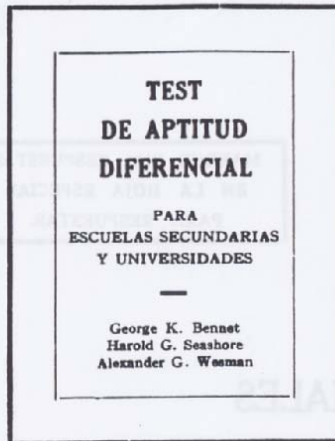 TEST
DE APTITUD
DIFERENCIAL
PARA
ESCUELAS SECUNDARIAS
Y UNIVERSIDADES
George K. Bennet
Harold G. Seashore
Alexander G. Wesman